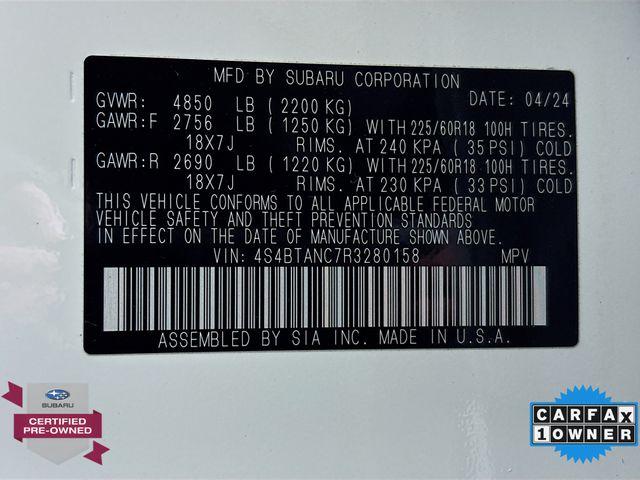 MFD BY SUBARU CORPORATION
GVWR: 4850 LB ( 2200 KG) DATE: 04/24
GAWR:F 2756 LB ( 1250 KG) WITH 225/60R18 100H TIRES.
18X7J RIMS. AT 240 KPA ( 35 PSI) COLD
GAWR:R 2690 LB ( 1220 KG) WITH 225/60R18 100H TIRES.
18X7J RIMS. AT 230 KPA ( 33 PSI) COLD
THIS VEHICLE CONFORMS TO ALL APPLICABLE FEDERAL MOTOR
VEHICLE SAFETY AND THEFT PREVENTION STANDARDS
IN EFFECT ON THE DATE OF MANUFACTURE SHOWN ABOVE.
VIN: 4S4BTANC7R3280158 MPV
ASSEMBLED BY SIA INC. MADE IN U.S.A.
SUBARU
CERTIFIED
PRE-OWNED
CARFAX
1 OWNER